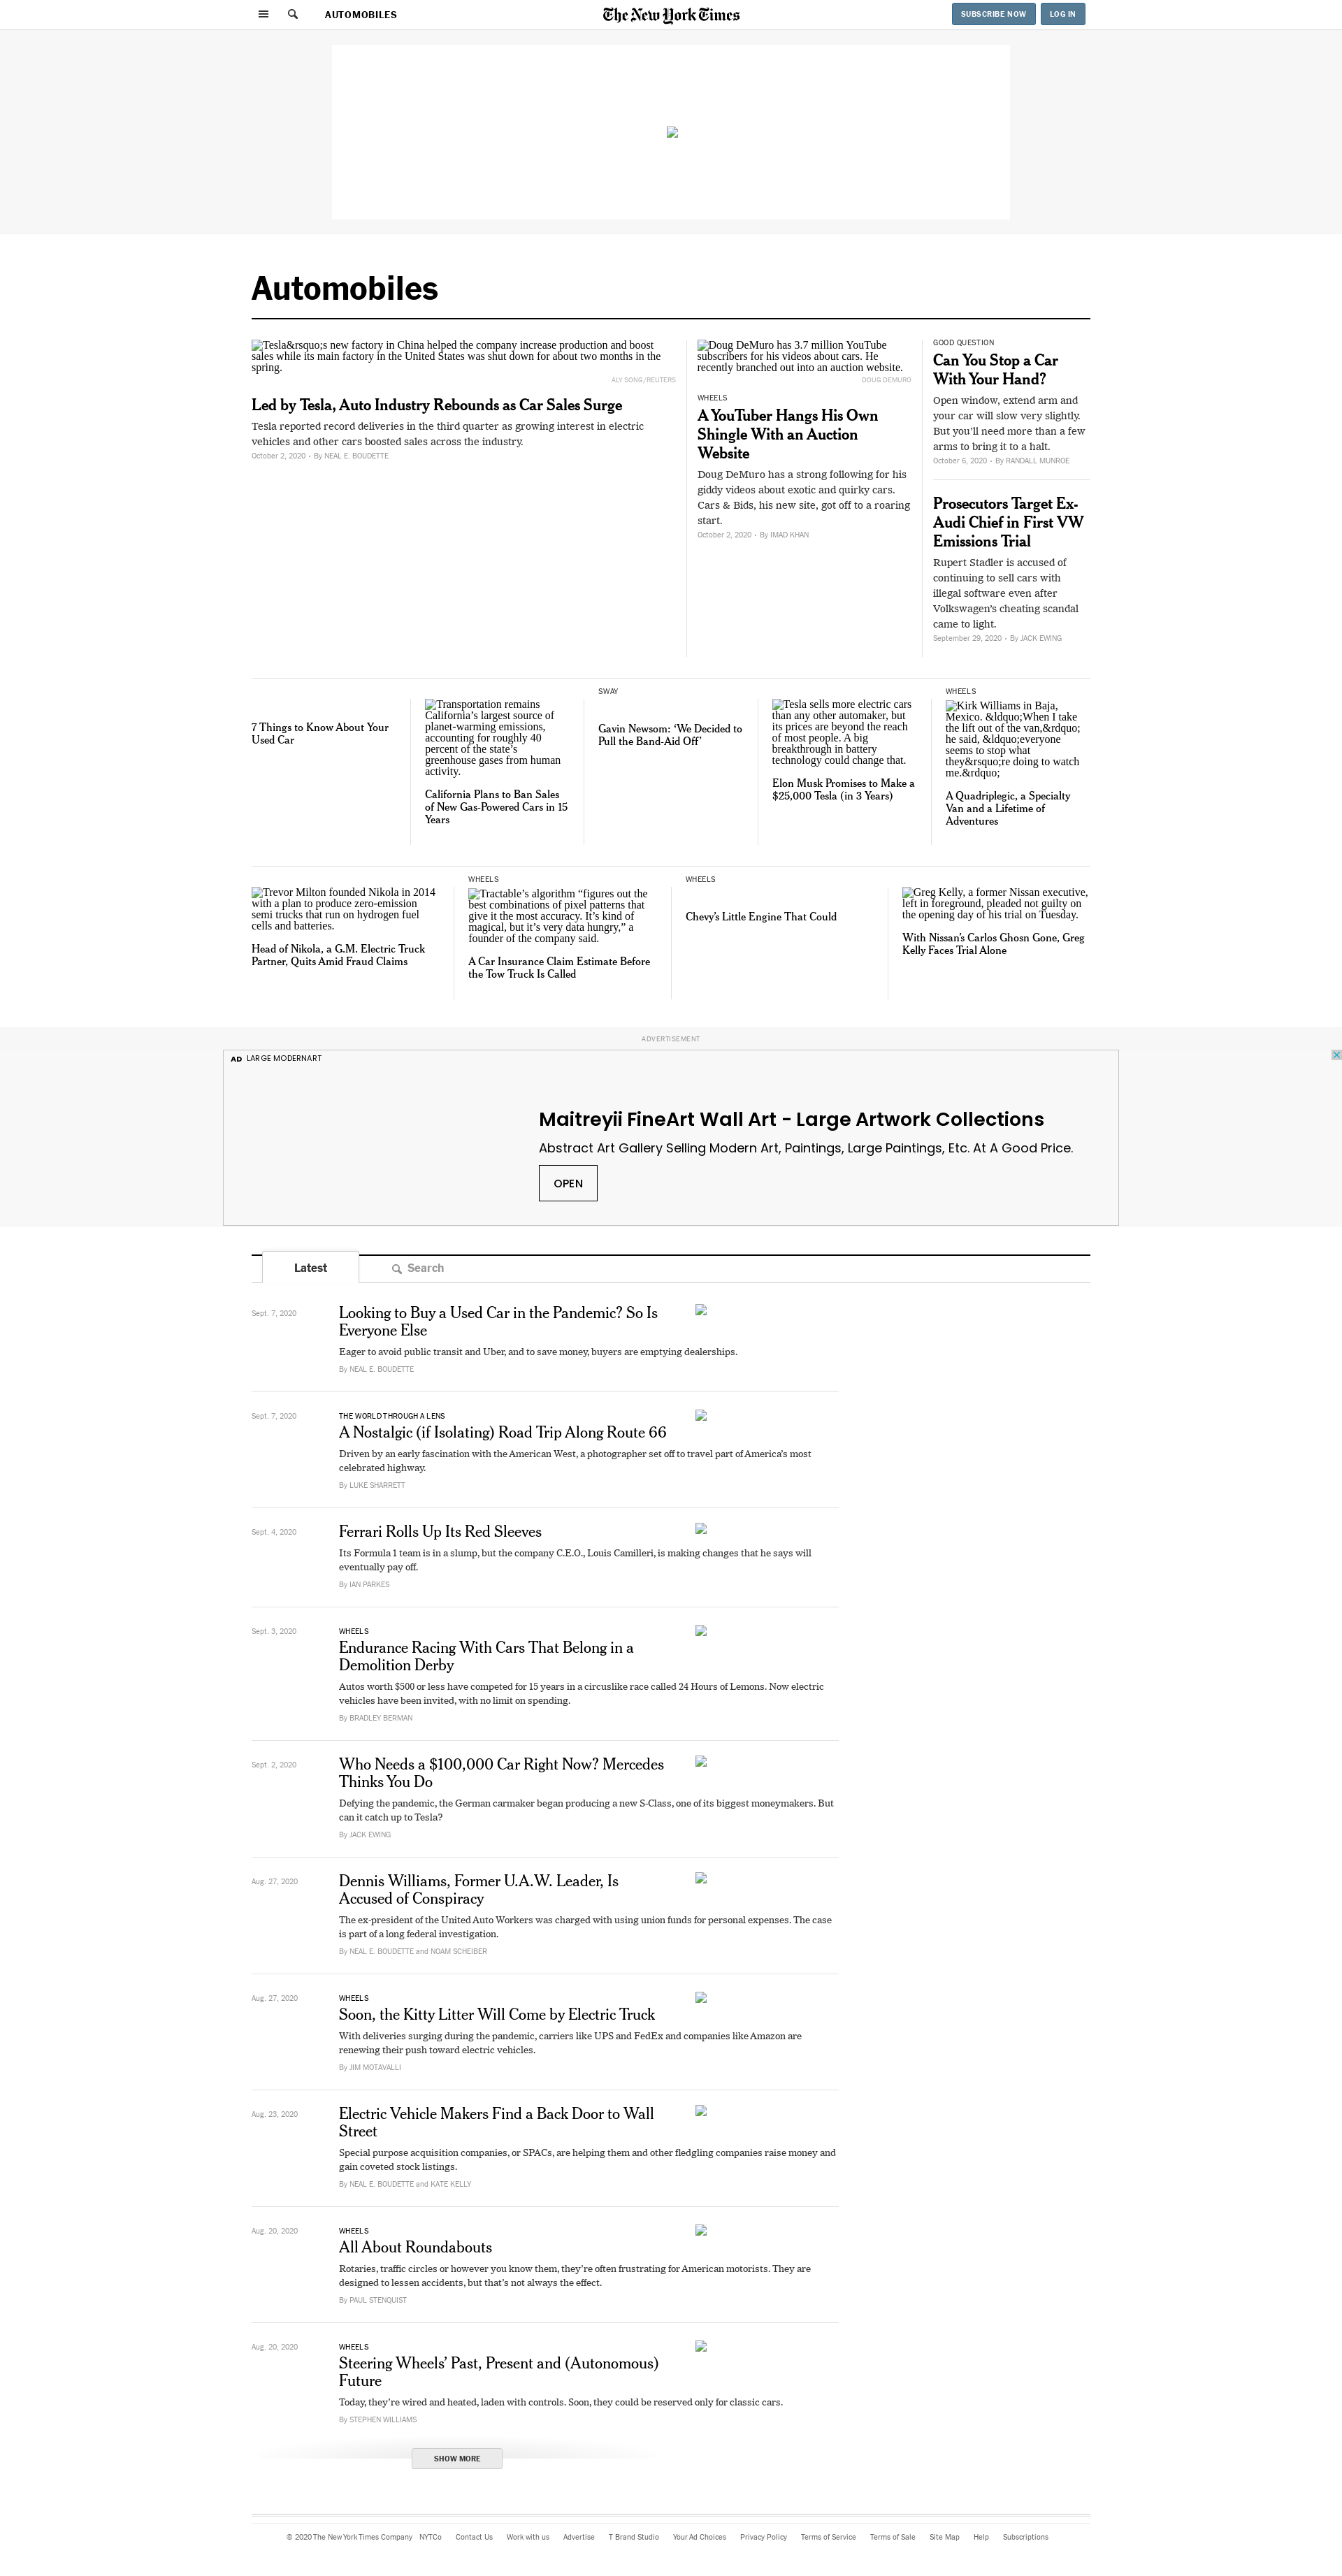 AUTOMOBILES
The New York Times
SUBSCRIBE NOW
LOG IN
Automobiles
Tesla&rsquo;s new factory in China helped the company increase production and boost
sales while its main factory in the United States was shut down for about two months in the
spring.
ALY SONG/REUTERS
Led by Tesla, Auto Industry Rebounds as Car Sales Surge
Tesla reported record deliveries in the third quarter as growing interest in electric
vehicles and other cars boosted sales across the industry.
October 2, 2020 • By NEAL E. BOUDETTE
Doug DeMuro has 3.7 million YouTube
subscribers for his videos about cars. He
recently branched out into an auction website.
DOUG DEMURO
WHEELS
A YouTuber Hangs His Own
Shingle With an Auction
Website
Doug DeMuro has a strong following for his
giddy videos about exotic and quirky cars.
Cars & Bids, his new site, got off to a roaring
start.
October 2, 2020 • By IMAD KHAN
GOOD QUESTION
Can You Stop a Car
With Your Hand?
Open window, extend arm and
your car will slow very slightly.
But you’ll need more than a few
arms to bring it to a halt.
October 6, 2020 • By RANDALL MUNROE
Prosecutors Target Ex-
Audi Chief in First VW
Emissions Trial
Rupert Stadler is accused of
continuing to sell cars with
illegal software even after
Volkswagen’s cheating scandal
came to light.
September 29, 2020 • By JACK EWING
7 Things to Know About Your
Used Car
Transportation remains
California’s largest source of
planet-warming emissions,
accounting for roughly 40
percent of the state’s
greenhouse gases from human
activity.
California Plans to Ban Sales
of New Gas-Powered Cars in 15
Years
SWAY
Gavin Newsom: ‘We Decided to
Pull the Band-Aid Off’
Tesla sells more electric cars
than any other automaker, but
its prices are beyond the reach
of most people. A big
breakthrough in battery
technology could change that.
Elon Musk Promises to Make a
$25,000 Tesla (in 3 Years)
WHEELS
Kirk Williams in Baja,
Mexico. &ldquo;When I take
the lift out of the van,&rdquo;
he said, &ldquo;everyone
seems to stop what
they&rsquo;re doing to watch
me.&rdquo;
A Quadriplegic, a Specialty
Van and a Lifetime of
Adventures
Trevor Milton founded Nikola in 2014
with a plan to produce zero-emission
semi trucks that run on hydrogen fuel
cells and batteries.
Head of Nikola, a G.M. Electric Truck
Partner, Quits Amid Fraud Claims
WHEELS
Tractable’s algorithm “figures out the
best combinations of pixel patterns that
give it the most accuracy. It’s kind of
magical, but it’s very data hungry,” a
founder of the company said.
A Car Insurance Claim Estimate Before
the Tow Truck Is Called
WHEELS
Chevy’s Little Engine That Could
Greg Kelly, a former Nissan executive,
left in foreground, pleaded not guilty on
the opening day of his trial on Tuesday.
With Nissan’s Carlos Ghosn Gone, Greg
Kelly Faces Trial Alone
ADVERTISEMENT
AD LARGE MODERNART
Maitreyii FineArt Wall Art - Large Artwork Collections
Abstract Art Gallery Selling Modern Art, Paintings, Large Paintings, Etc. At A Good Price.
OPEN
Latest
Search
Sept. 7, 2020
Looking to Buy a Used Car in the Pandemic? So Is
Everyone Else
Eager to avoid public transit and Uber, and to save money, buyers are emptying dealerships.
By NEAL E. BOUDETTE
Sept. 7, 2020
THE WORLD THROUGH A LENS
A Nostalgic (if Isolating) Road Trip Along Route 66
Driven by an early fascination with the American West, a photographer set off to travel part of America’s most
celebrated highway.
By LUKE SHARRETT
Sept. 4, 2020
Ferrari Rolls Up Its Red Sleeves
Its Formula 1 team is in a slump, but the company C.E.O., Louis Camilleri, is making changes that he says will
eventually pay off.
By IAN PARKES
Sept. 3, 2020
WHEELS
Endurance Racing With Cars That Belong in a
Demolition Derby
Autos worth $500 or less have competed for 15 years in a circuslike race called 24 Hours of Lemons. Now electric
vehicles have been invited, with no limit on spending.
By BRADLEY BERMAN
Sept. 2, 2020
Who Needs a $100,000 Car Right Now? Mercedes
Thinks You Do
Defying the pandemic, the German carmaker began producing a new S-Class, one of its biggest moneymakers. But
can it catch up to Tesla?
By JACK EWING
Aug. 27, 2020
Dennis Williams, Former U.A.W. Leader, Is
Accused of Conspiracy
The ex-president of the United Auto Workers was charged with using union funds for personal expenses. The case
is part of a long federal investigation.
By NEAL E. BOUDETTE and NOAM SCHEIBER
Aug. 27, 2020
WHEELS
Soon, the Kitty Litter Will Come by Electric Truck
With deliveries surging during the pandemic, carriers like UPS and FedEx and companies like Amazon are
renewing their push toward electric vehicles.
By JIM MOTAVALLI
Aug. 23, 2020
Electric Vehicle Makers Find a Back Door to Wall
Street
Special purpose acquisition companies, or SPACs, are helping them and other fledgling companies raise money and
gain coveted stock listings.
By NEAL E. BOUDETTE and KATE KELLY
Aug. 20, 2020
WHEELS
All About Roundabouts
Rotaries, traffic circles or however you know them, they’re often frustrating for American motorists. They are
designed to lessen accidents, but that’s not always the effect.
By PAUL STENQUIST
Aug. 20, 2020
WHEELS
Steering Wheels’ Past, Present and (Autonomous)
Future
Today, they’re wired and heated, laden with controls. Soon, they could be reserved only for classic cars.
By STEPHEN WILLIAMS
SHOW MORE
© 2020 The New York Times Company NYTCo Contact Us Work with us Advertise T Brand Studio Your Ad Choices Privacy Policy Terms of Service Terms of Sale Site Map Help Subscriptions